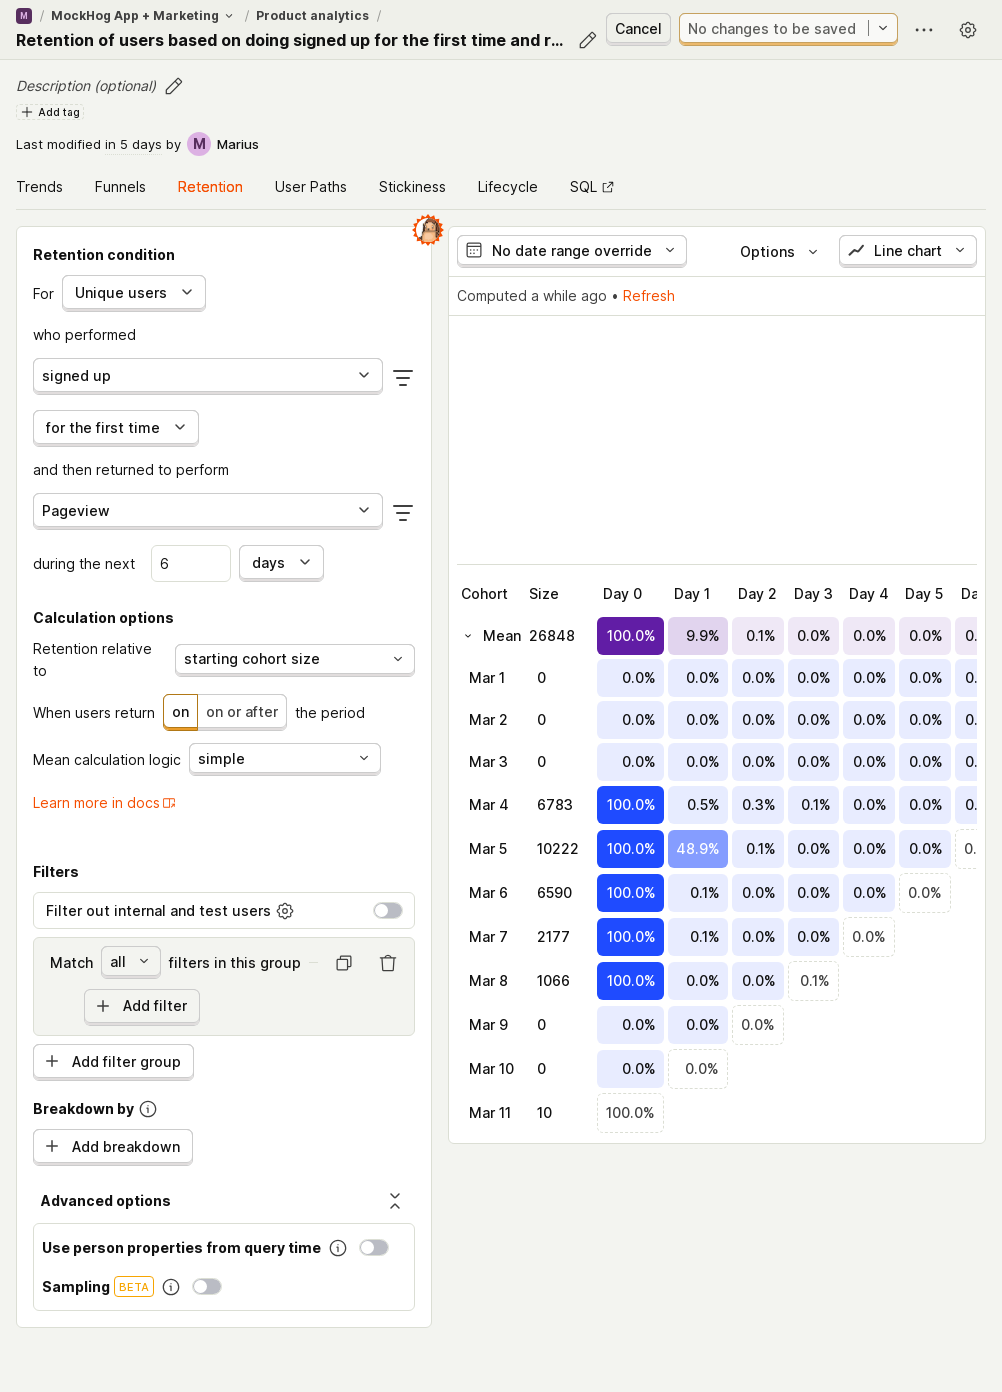 M / MockHog App + Marketing / Product analytics /
Retention of users based on doing signed up for the first time and r...
Cancel
No changes to be saved
Description (optional)
Add tag
Last modified in 5 days by M Marius
Trends Funnels Retention User Paths Stickiness Lifecycle SQL
Retention condition
For Unique users
who performed
signed up
for the first time
and then returned to perform
Pageview
during the next 6 days
Calculation options
Retention relative
to
starting cohort size
When users return on on or after the period
Mean calculation logic simple
Learn more in docs
Filters
Filter out internal and test users
Match all filters in this group
Add filter
Add filter group
Breakdown by
Add breakdown
Advanced options
Use person properties from query time
Sampling BETA
No date range override Options Line chart
Computed a while ago • Refresh
Cohort Size Day 0 Day 1 Day 2 Day 3 Day 4 Day 5 Da
Mean 26848 100.0% 9.9% 0.1% 0.0% 0.0% 0.0% 0.
Mar 1 0 0.0% 0.0% 0.0% 0.0% 0.0% 0.0% 0.
Mar 2 0 0.0% 0.0% 0.0% 0.0% 0.0% 0.0% 0.
Mar 3 0 0.0% 0.0% 0.0% 0.0% 0.0% 0.0% 0.
Mar 4 6783 100.0% 0.5% 0.3% 0.1% 0.0% 0.0% 0.
Mar 5 10222 100.0% 48.9% 0.1% 0.0% 0.0% 0.0% 0.
Mar 6 6590 100.0% 0.1% 0.0% 0.0% 0.0% 0.0%
Mar 7 2177 100.0% 0.1% 0.0% 0.0% 0.0%
Mar 8 1066 100.0% 0.0% 0.0% 0.1%
Mar 9 0 0.0% 0.0% 0.0%
Mar 10 0 0.0% 0.0%
Mar 11 10 100.0%